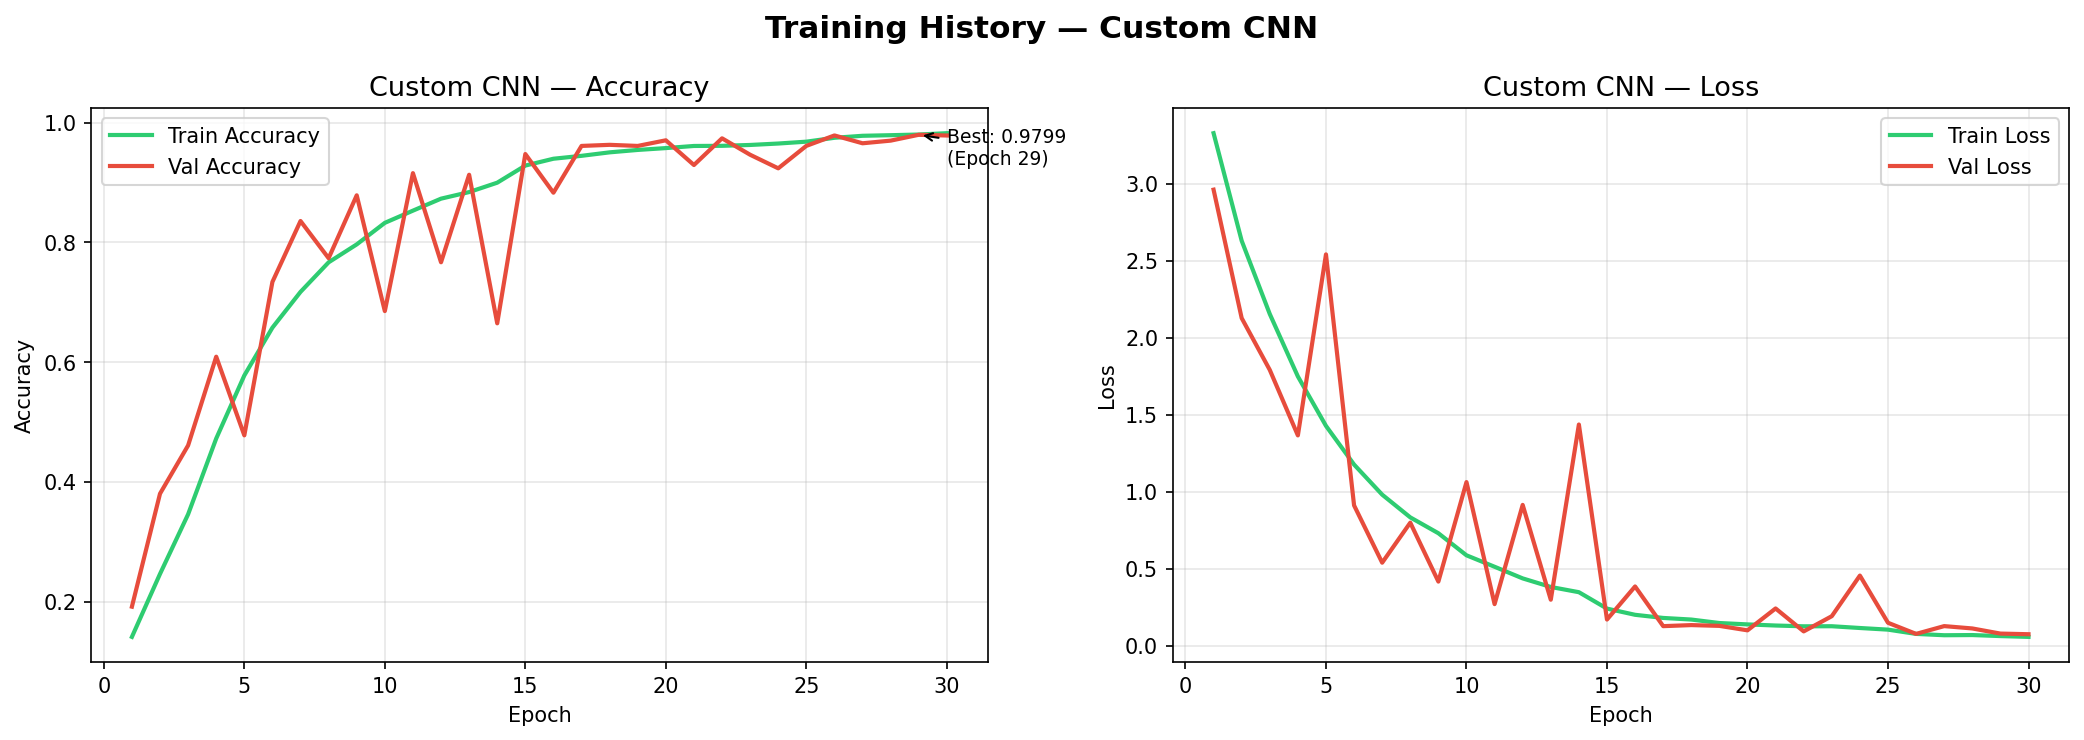 Training History — Custom CNN
Custom CNN — Accuracy
Train Accuracy
Val Accuracy
Best: 0.9799
(Epoch 29)
Accuracy
1.0
0.8
0.6
0.4
0.2
0
5
10
15
20
25
30
Epoch
Custom CNN — Loss
Train Loss
Val Loss
Loss
3.0
2.5
2.0
1.5
1.0
0.5
0.0
0
5
10
15
20
25
30
Epoch